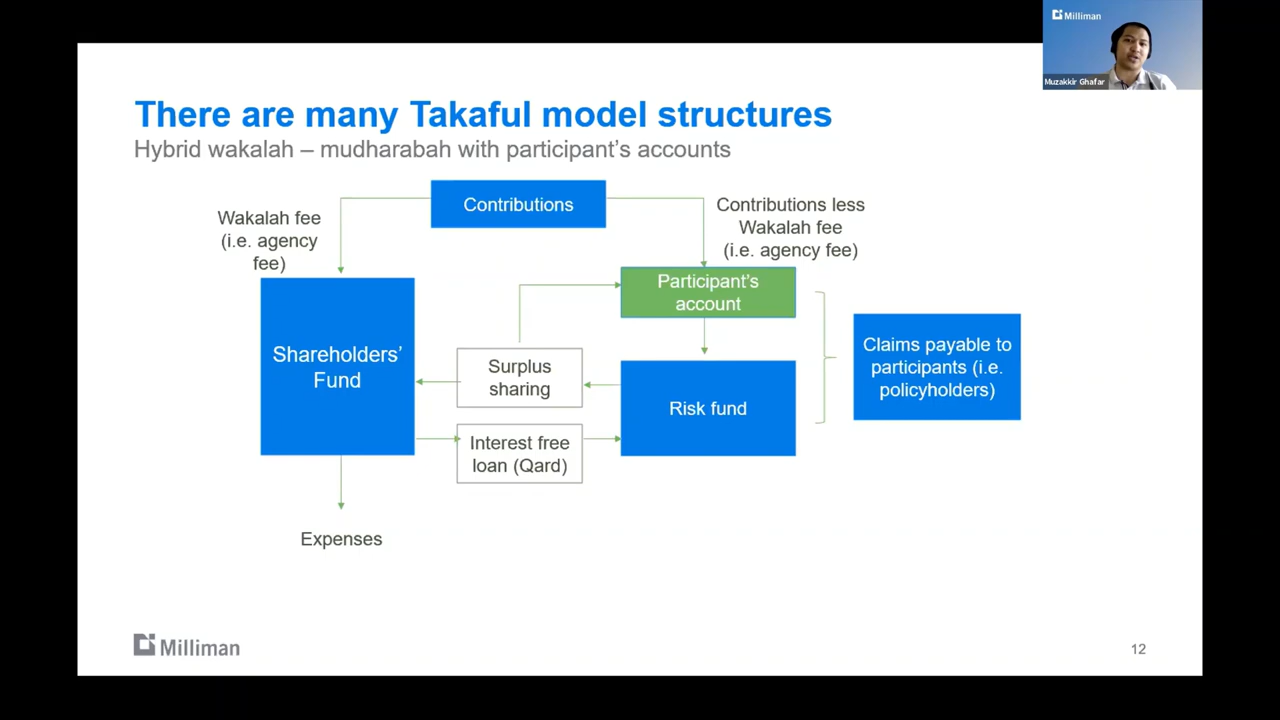 Milliman
Muzakkir Ghafar
There are many Takaful model structures
Hybrid wakalah – mudharabah with participant's accounts
Contributions
Wakalah fee
(i.e. agency
fee)
Contributions less
Wakalah fee
(i.e. agency fee)
Participant's
account
Shareholders'
Fund
Surplus
sharing
Risk fund
Claims payable to
participants (i.e.
policyholders)
Interest free
loan (Qard)
Expenses
Milliman
12